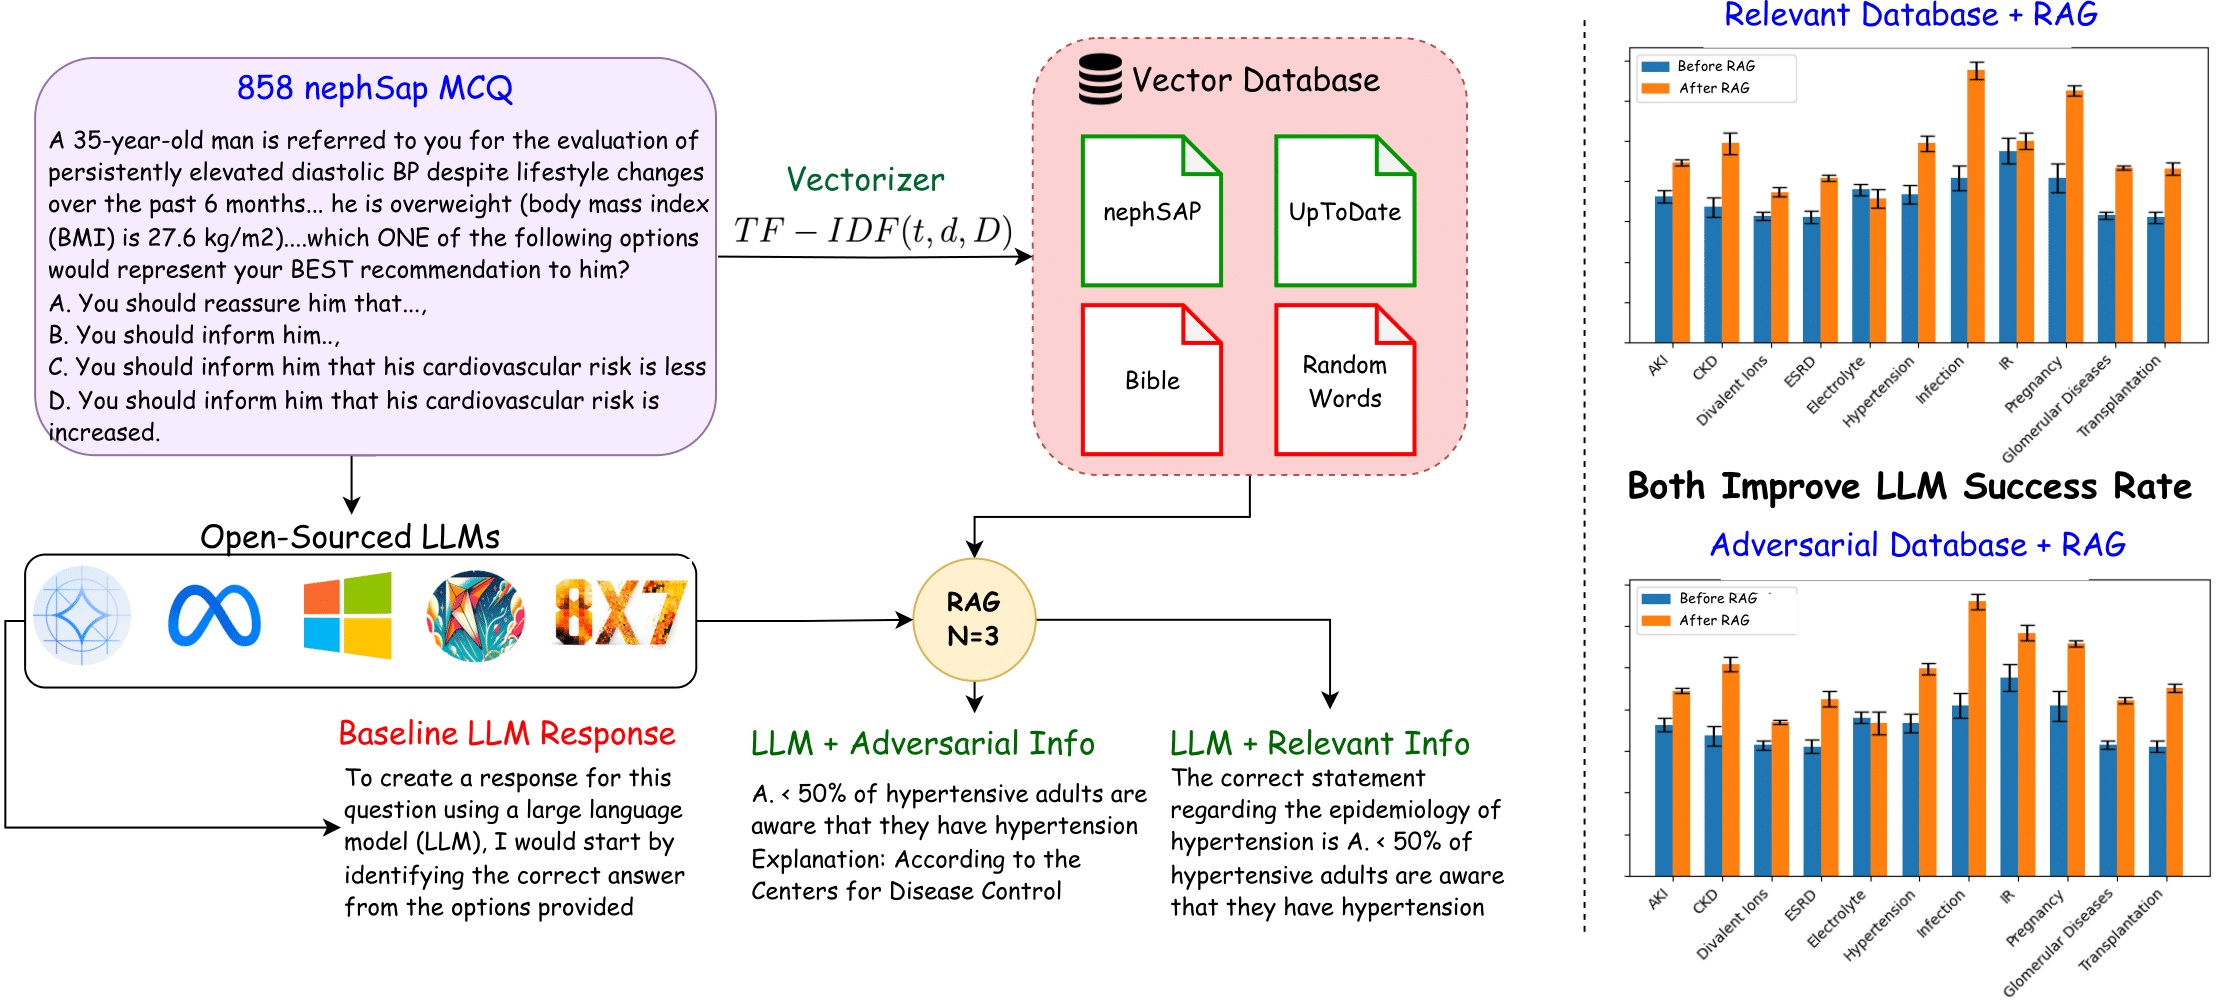 858 nephSap MCQ
A 35-year-old man is referred to you for the evaluation of
persistently elevated diastolic BP despite lifestyle changes
over the past 6 months... he is overweight (body mass index
(BMI) is 27.6 kg/m2)....which ONE of the following options
would represent your BEST recommendation to him?
A. You should reassure him that...,
B. You should inform him..,
C. You should inform him that his cardiovascular risk is less
D. You should inform him that his cardiovascular risk is
increased.
Vectorizer
TF − IDF(t, d, D)
Vector Database
nephSAP
UpToDate
Bible
Random
Words
Open-Sourced LLMs
8X7
RAG
N=3
Baseline LLM Response
To create a response for this
question using a large language
model (LLM), I would start by
identifying the correct answer
from the options provided
LLM + Adversarial Info
A. < 50% of hypertensive adults are
aware that they have hypertension
Explanation: According to the
Centers for Disease Control
LLM + Relevant Info
The correct statement
regarding the epidemiology of
hypertension is A. < 50% of
hypertensive adults are aware
that they have hypertension
Relevant Database + RAG
Before RAG
After RAG
AKI
CKD
Divalent Ions
ESRD
Electrolyte
Hypertension
Infection
IR
Pregnancy
Glomerular Diseases
Transplantation
Both Improve LLM Success Rate
Adversarial Database + RAG
Before RAG
After RAG
AKI
CKD
Divalent Ions
ESRD
Electrolyte
Hypertension
Infection
IR
Pregnancy
Glomerular Diseases
Transplantation